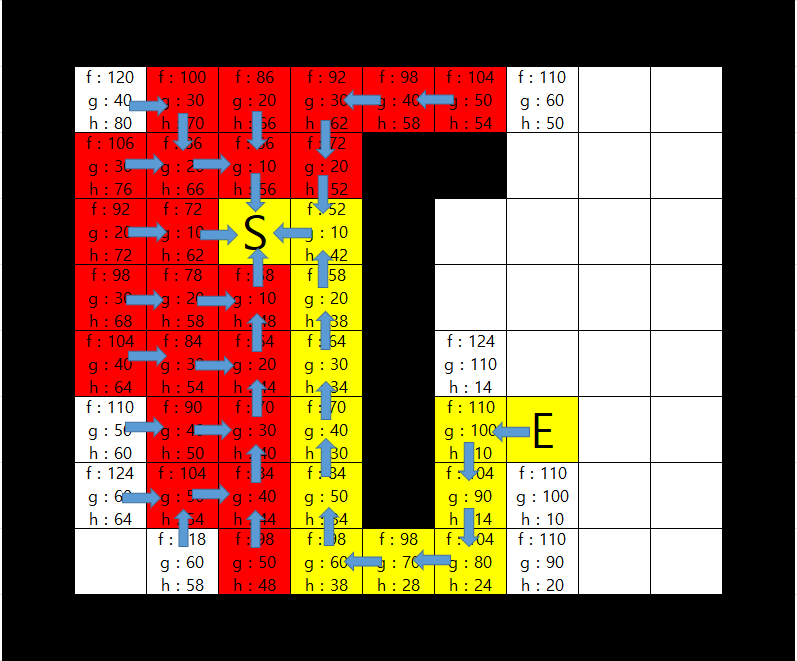 f : 120 f : 100 f : 86 f : 92 f : 98 f : 104 f : 110
g : 40 g : 30 g : 20 g : 30 g : 40 g : 50 g : 60
h : 80 h : 70 h : 66 h : 62 h : 58 h : 54 h : 50
f : 106 f : 86 f : 66 f : 72
g : 30 g : 20 g : 10 g : 20
h : 76 h : 66 h : 56 h : 52
f : 92 f : 72 f : 52
g : 20 g : 10 S g : 10
h : 72 h : 62 h : 42
f : 98 f : 78 f : 58 f : 58
g : 30 g : 20 g : 10 g : 20
h : 68 h : 58 h : 48 h : 38
f : 104 f : 84 f : 64 f : 64 f : 124
g : 40 g : 30 g : 20 g : 30 g : 110
h : 64 h : 54 h : 44 h : 34 h : 14
f : 110 f : 90 f : 70 f : 70 f : 110
g : 50 g : 40 g : 30 g : 40 g : 100 E
h : 60 h : 50 h : 40 h : 30 h : 10
f : 124 f : 104 f : 84 f : 84 f : 104 f : 110
g : 60 g : 50 g : 40 g : 50 g : 90 g : 100
h : 64 h : 54 h : 44 h : 34 h : 14 h : 10
f : 118 f : 98 f : 98 f : 98 f : 104 f : 110
g : 60 g : 50 g : 60 g : 70 g : 80 g : 90
h : 58 h : 48 h : 38 h : 28 h : 24 h : 20